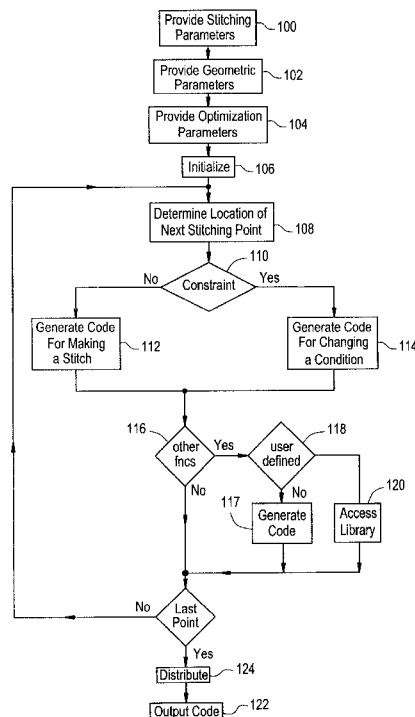 Provide Stitching
Parameters
100
Provide Geometric
Parameters
102
Provide Optimization
Parameters
104
Initialize
106
Determine Location of
Next Stitching Point
108
110
No
Constraint
Yes
Generate Code
For Making
a Stitch
112
Generate Code
For Changing
a Condition
114
116
other
fncs
Yes
118
user
defined
No
No
117
Generate
Code
120
Access
Library
No
Last
Point
Yes
Distribute
124
Output Code
122